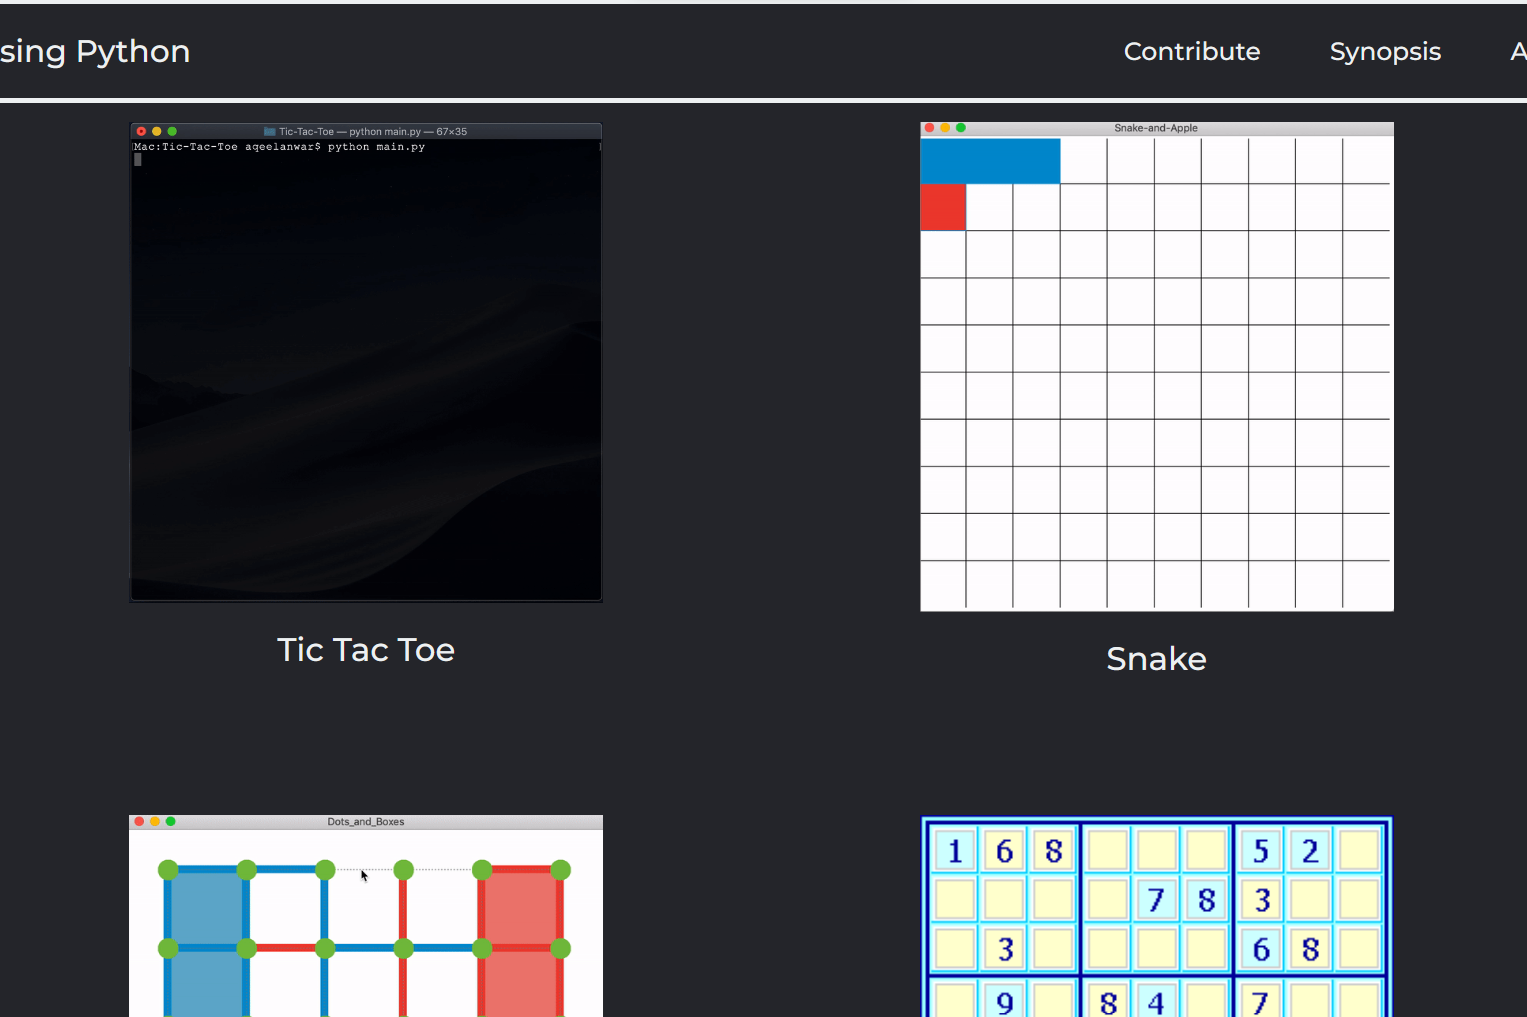 sing Python
Contribute
Synopsis
A
Tic-Tac-Toe — python main.py — 67×35
Mac:Tic-Tac-Toe aqeelanwar$ python main.py
Snake-and-Apple
Tic Tac Toe
Snake
Dots_and_Boxes
1 6 8 5 2
7 8 3
3 6 8
9 8 4 7